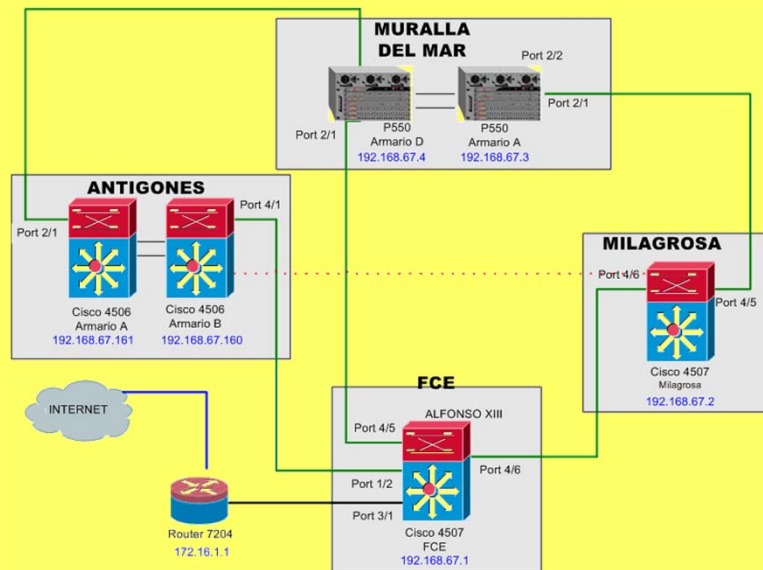 MURALLA
DEL MAR
Port 2/2
Port 2/1
Port 2/1
P550
Armario D
192.168.67.4
P550
Armario A
192.168.67.3
ANTIGONES
Port 4/1
Port 2/1
Cisco 4506
Armario A
192.168.67.161
Cisco 4506
Armario B
192.168.67.160
MILAGROSA
Port 4/6
Port 4/5
Cisco 4507
Milagrosa
192.168.67.2
INTERNET
FCE
ALFONSO XIII
Port 4/5
Port 4/6
Port 1/2
Port 3/1
Router 7204
172.16.1.1
Cisco 4507
FCE
192.168.67.1